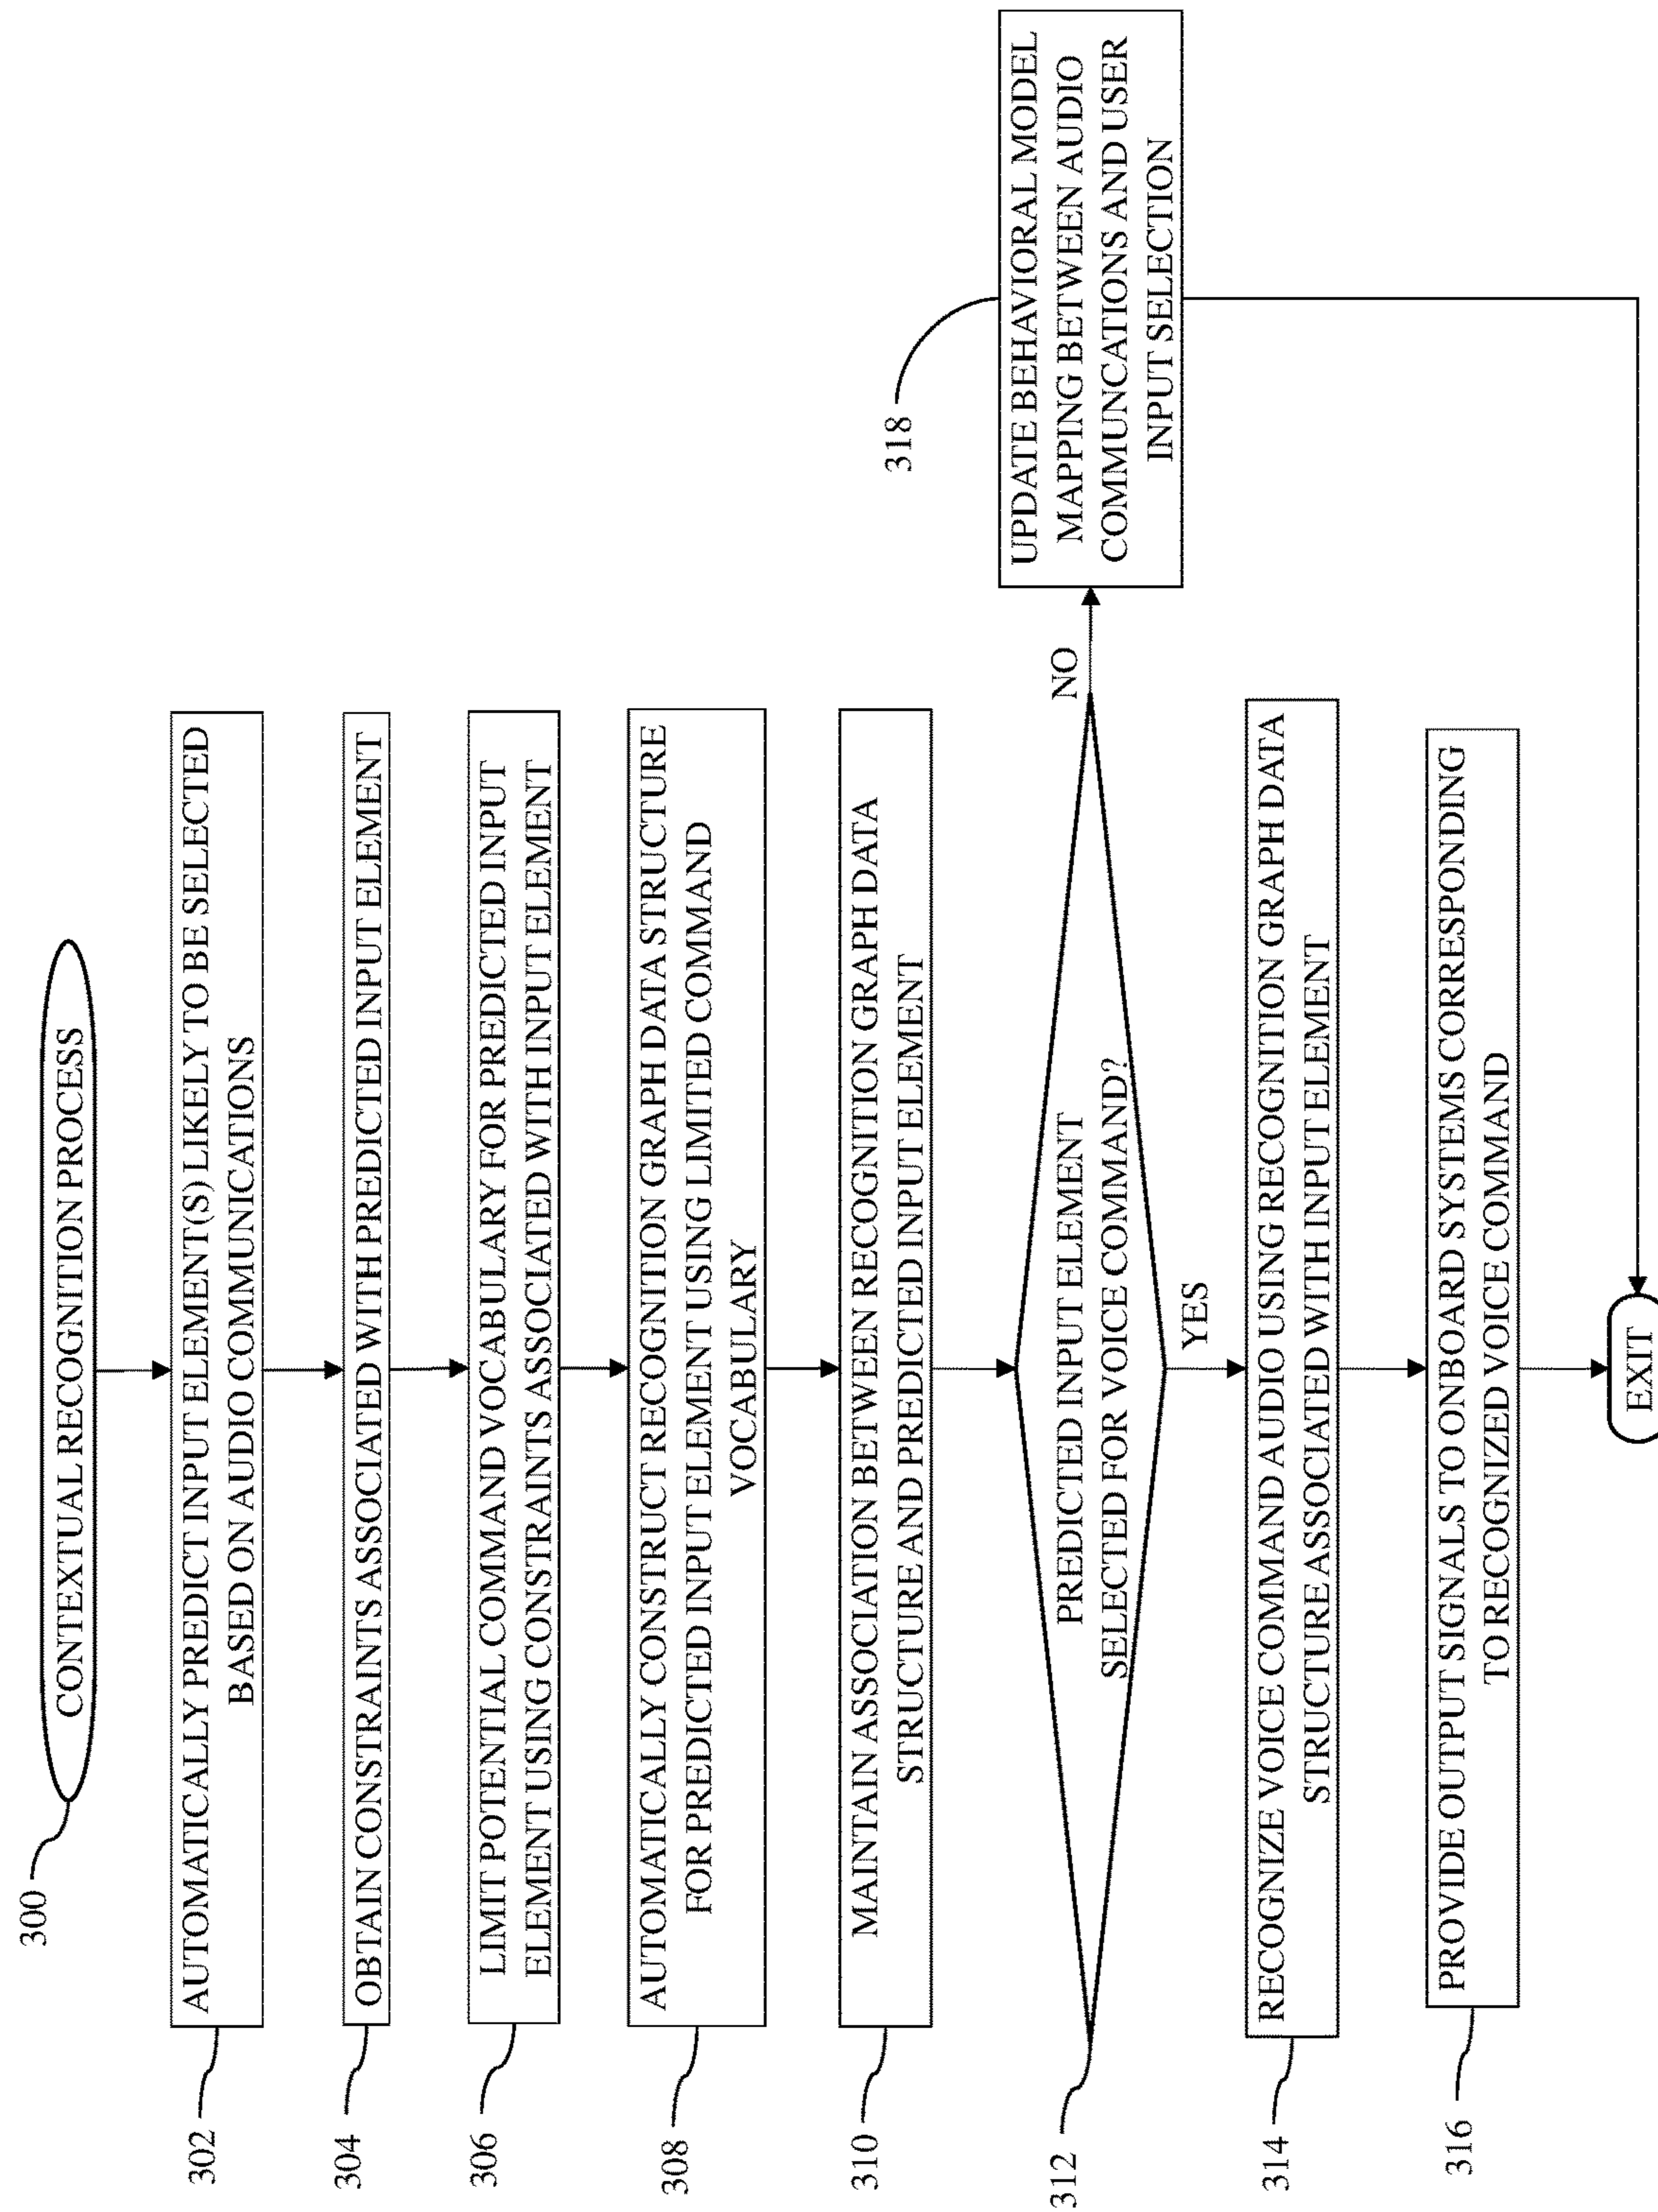 300
CONTEXTUAL RECOGNITION PROCESS
302
AUTOMATICALLY PREDICT INPUT ELEMENT(S) LIKELY TO BE SELECTED
BASED ON AUDIO COMMUNICATIONS
304
OBTAIN CONSTRAINTS ASSOCIATED WITH PREDICTED INPUT ELEMENT
306
LIMIT POTENTIAL COMMAND VOCABULARY FOR PREDICTED INPUT
ELEMENT USING CONSTRAINTS ASSOCIATED WITH INPUT ELEMENT
308
AUTOMATICALLY CONSTRUCT RECOGNITION GRAPH DATA STRUCTURE
FOR PREDICTED INPUT ELEMENT USING LIMITED COMMAND
VOCABULARY
310
MAINTAIN ASSOCIATION BETWEEN RECOGNITION GRAPH DATA
STRUCTURE AND PREDICTED INPUT ELEMENT
312
PREDICTED INPUT ELEMENT
SELECTED FOR VOICE COMMAND?
NO
318
UPDATE BEHAVIORAL MODEL
MAPPING BETWEEN AUDIO
COMMUNCATIONS AND USER
INPUT SELECTION
YES
314
RECOGNIZE VOICE COMMAND AUDIO USING RECOGNITION GRAPH DATA
STRUCTURE ASSOCIATED WITH INPUT ELEMENT
316
PROVIDE OUTPUT SIGNALS TO ONBOARD SYSTEMS CORRESPONDING
TO RECOGNIZED VOICE COMMAND
EXIT